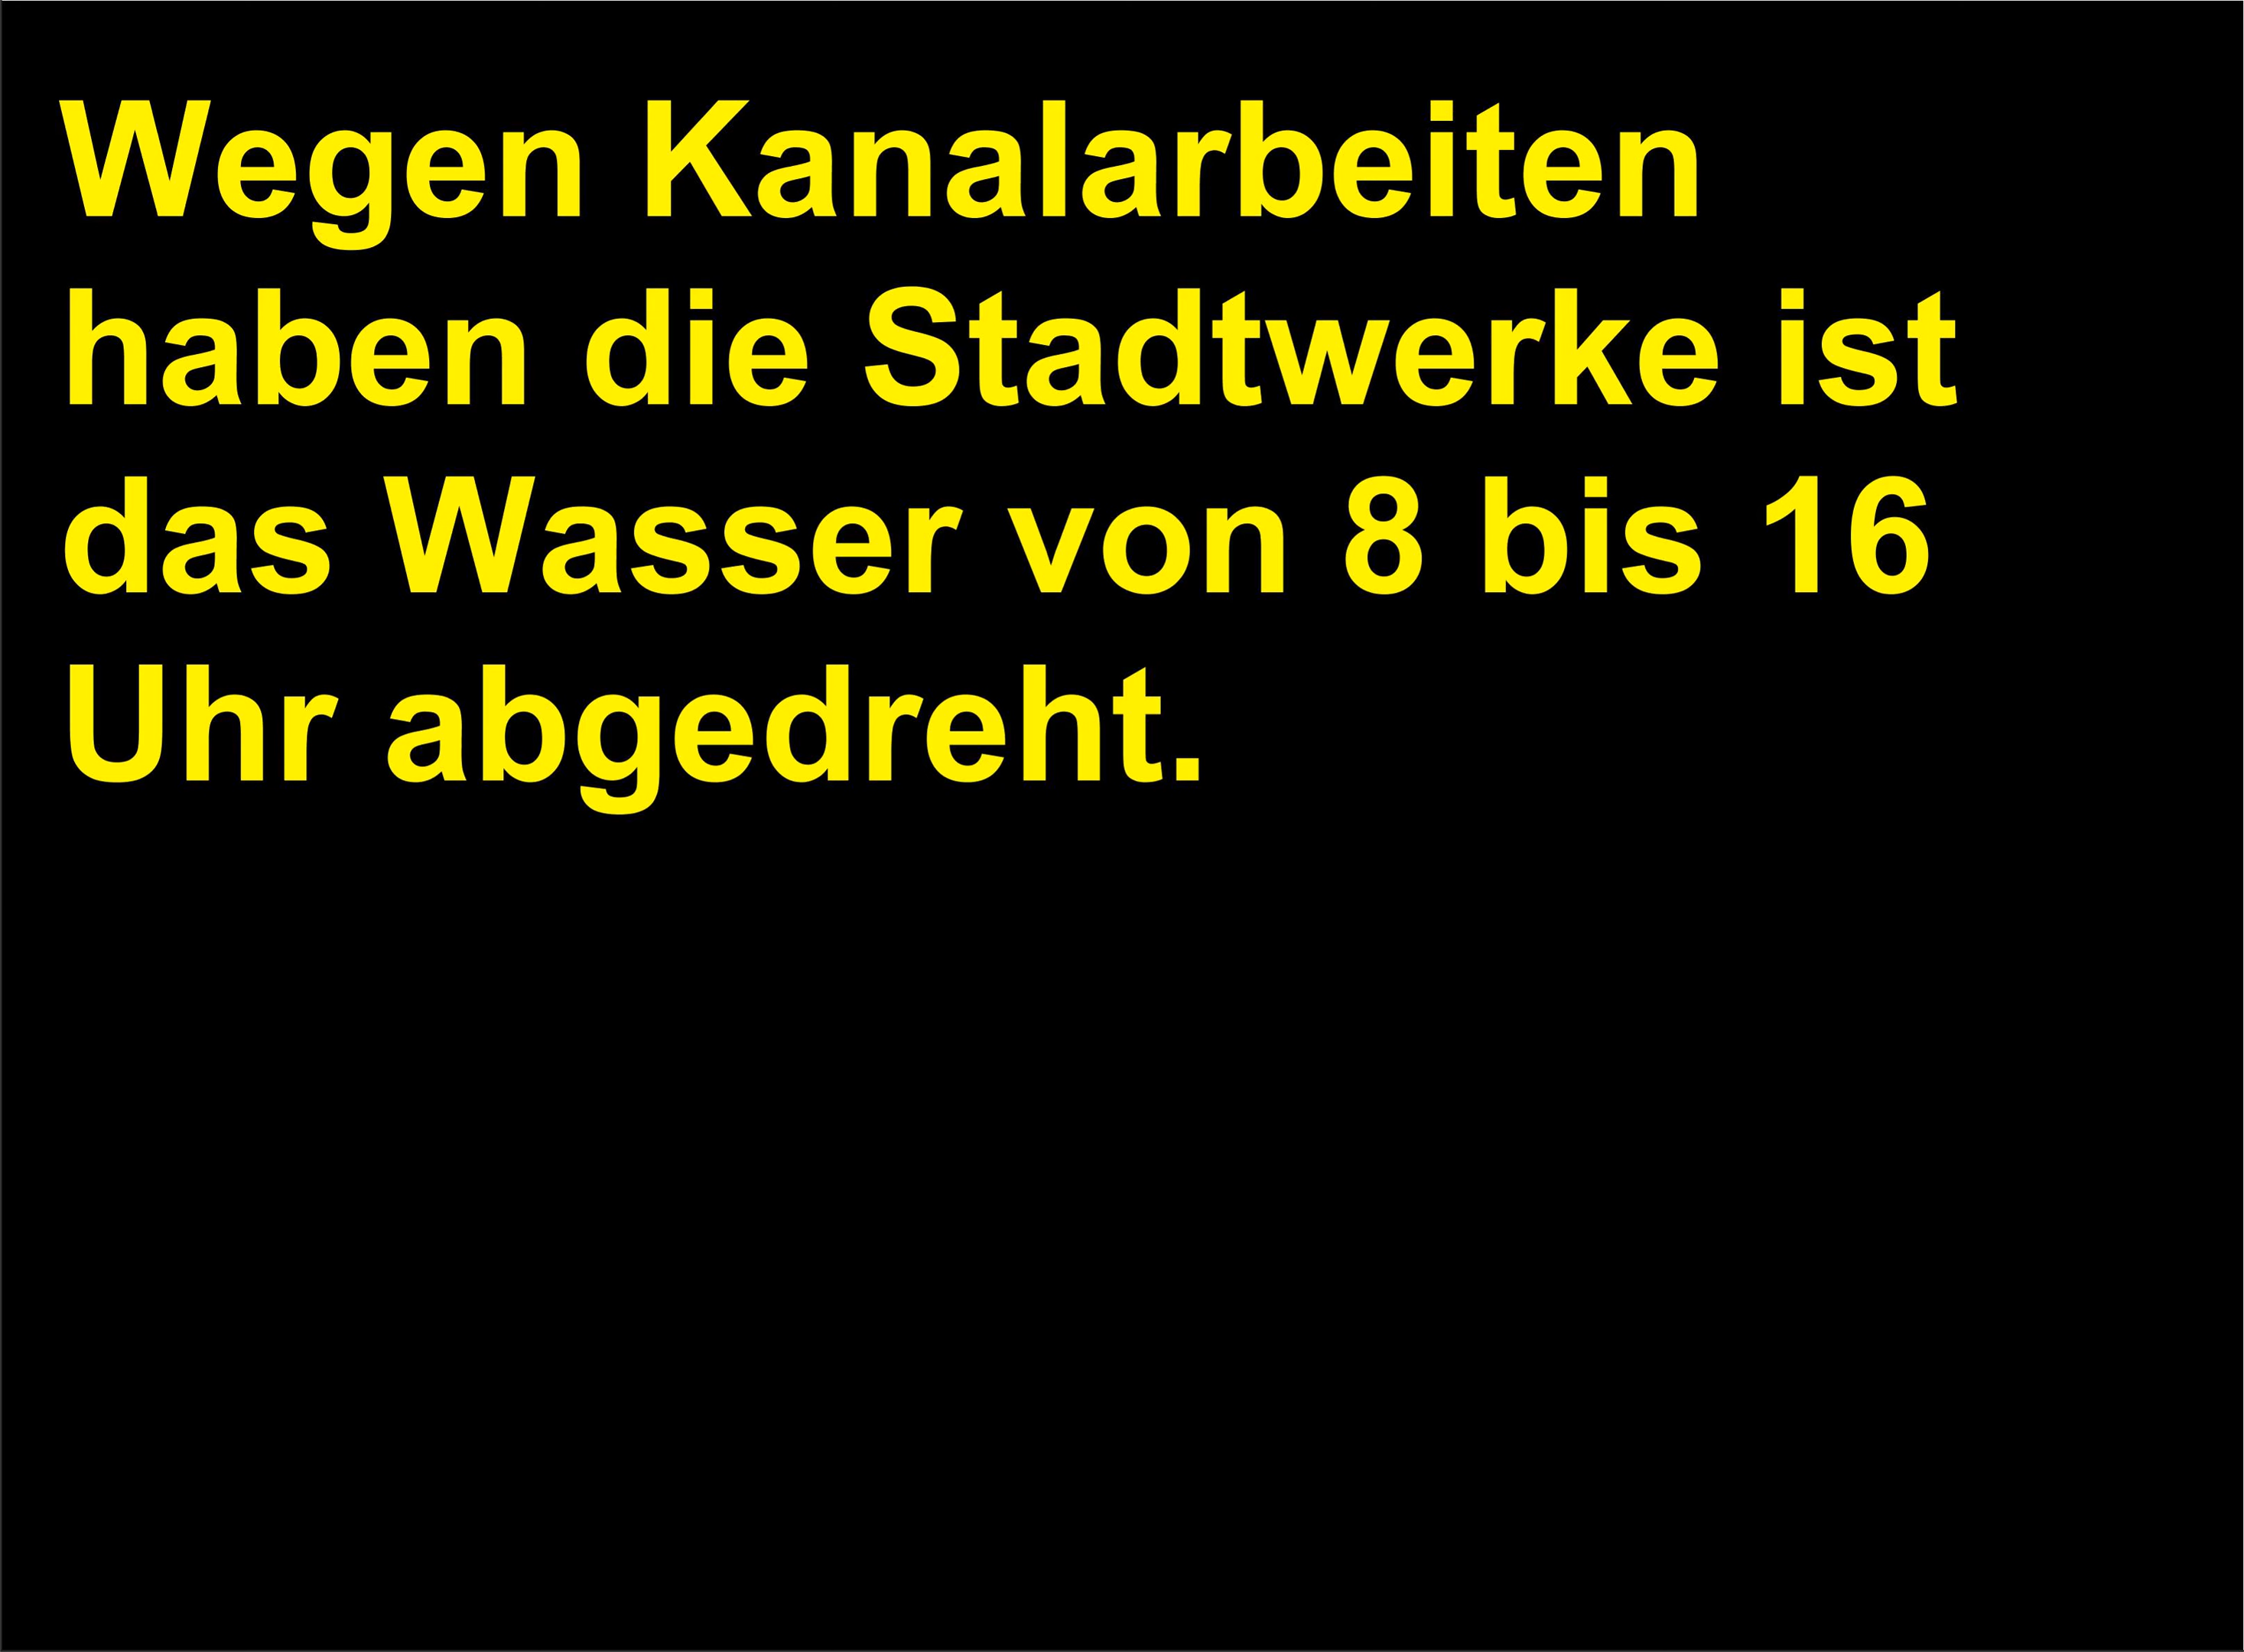 Wegen Kanalarbeiten
haben die Stadtwerke ist
das Wasser von 8 bis 16
Uhr abgedreht.